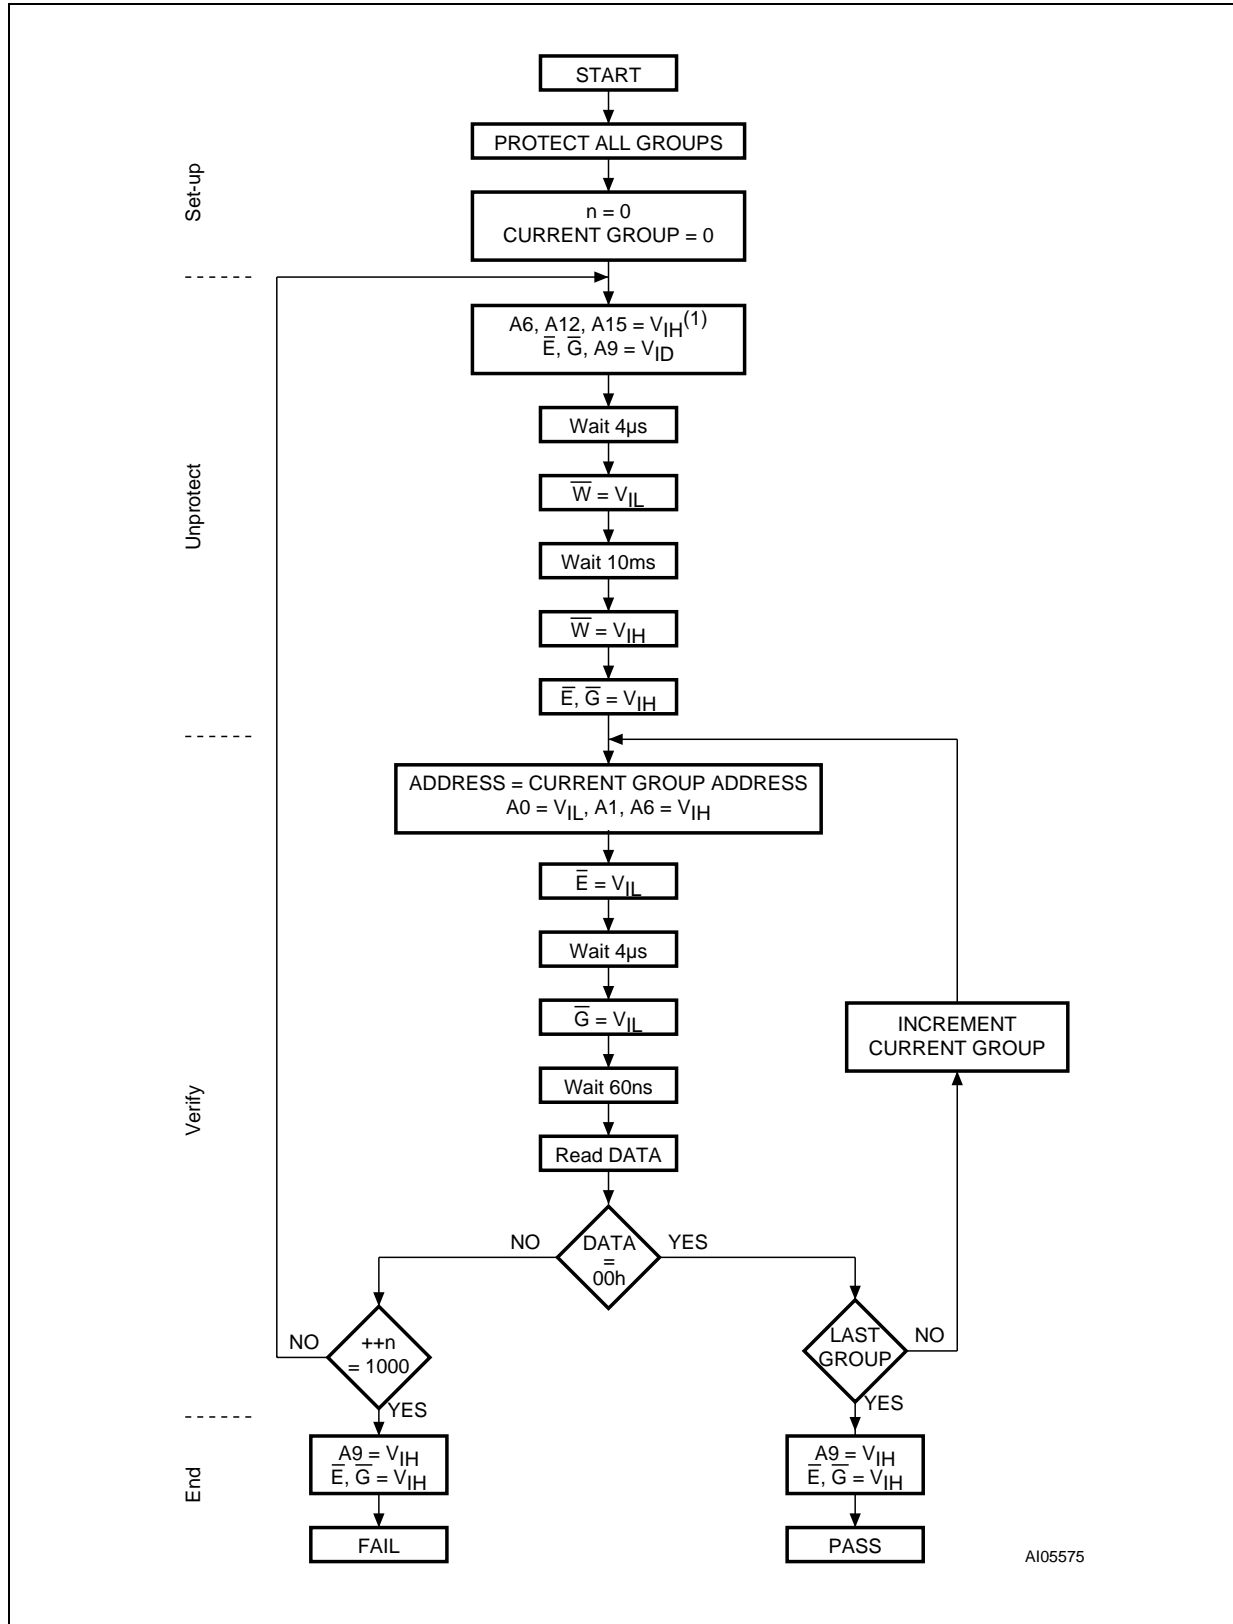 START
PROTECT ALL GROUPS
Set-up
n = 0
CURRENT GROUP = 0
A6, A12, A15 = VIH(1)
E̅, G̅, A9 = VID
Wait 4µs
Unprotect
W̅ = VIL
Wait 10ms
W̅ = VIH
E̅, G̅ = VIH
ADDRESS = CURRENT GROUP ADDRESS
A0 = VIL, A1, A6 = VIH
E̅ = VIL
Wait 4µs
G̅ = VIL
INCREMENT
CURRENT GROUP
Wait 60ns
Verify
Read DATA
NO
DATA
=
00h
YES
NO
++n
= 1000
YES
LAST
GROUP
NO
YES
End
A9 = VIH
E̅, G̅ = VIH
A9 = VIH
E̅, G̅ = VIH
FAIL
PASS
AI05575